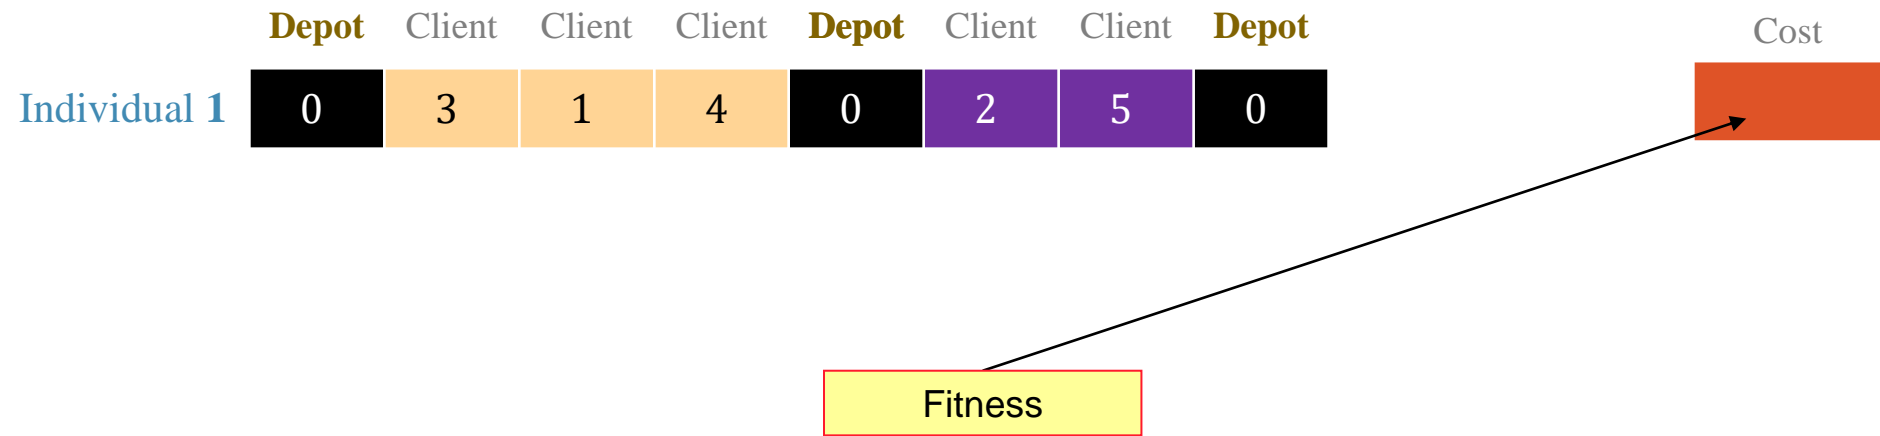 Depot Client Client Client Depot Client Client Depot Cost
Individual 1 0 3 1 4 0 2 5 0
Fitness